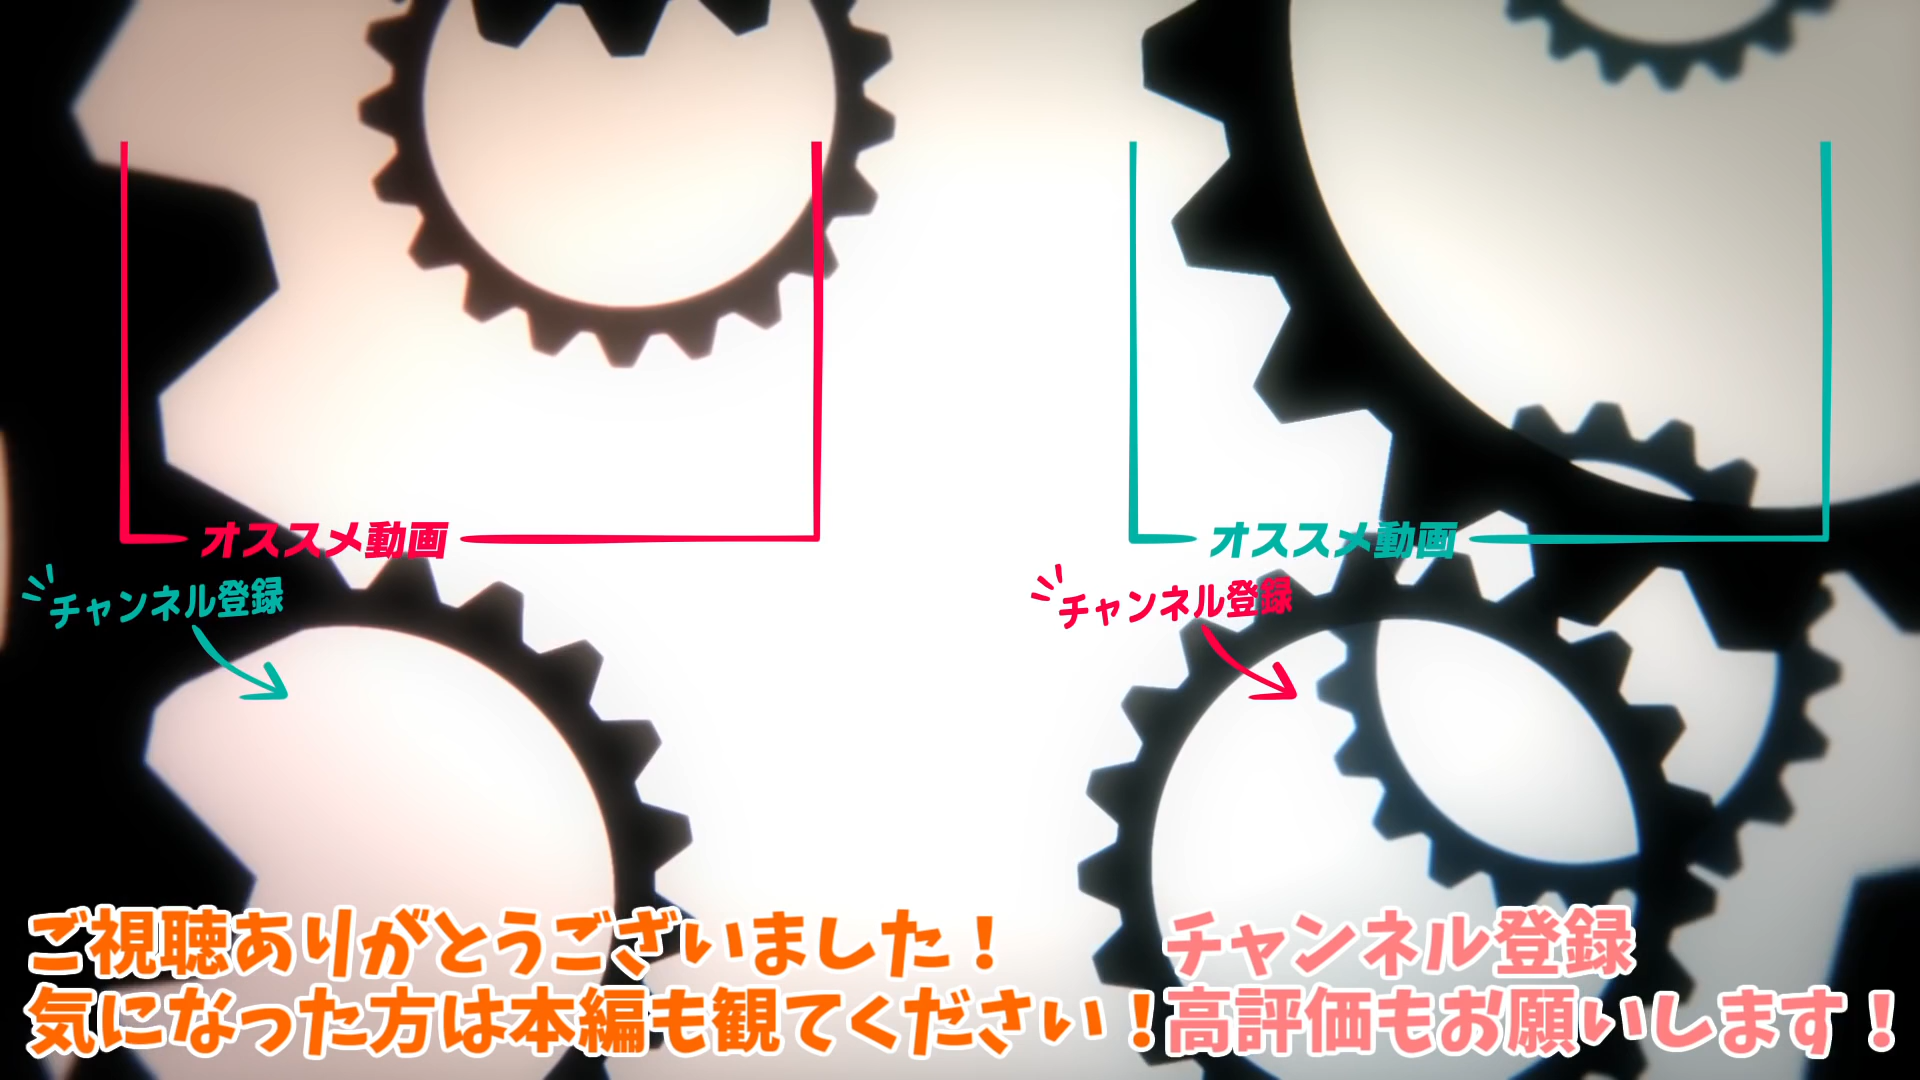 オススメ動画
オススメ動画
チャンネル登録
チャンネル登録
ご視聴ありがとうございました!
気になった方は本編も観てください!
チャンネル登録
高評価もお願いします!